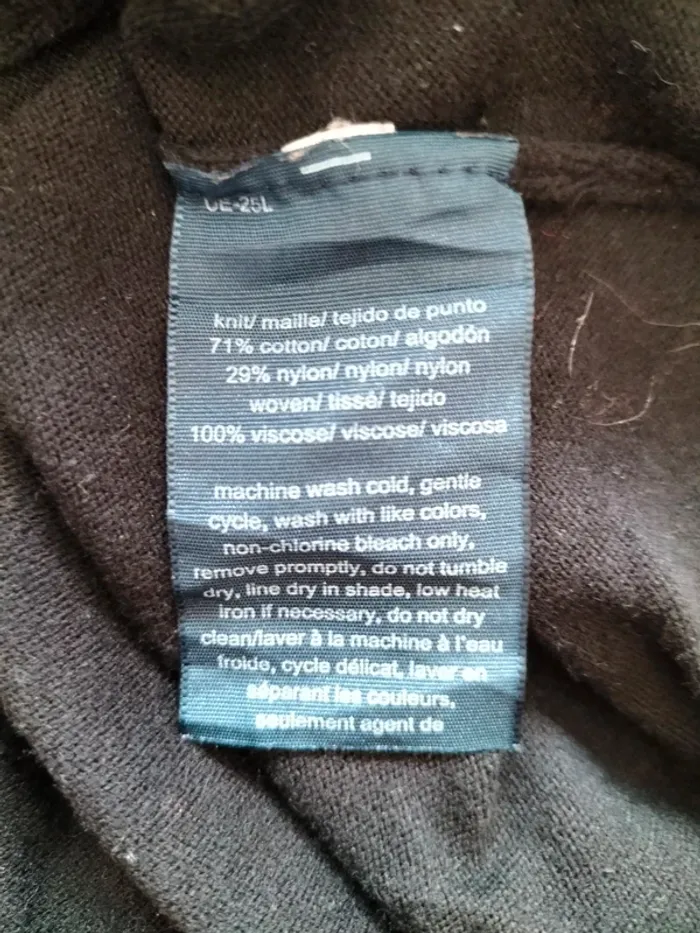 knit/ maille/ tejido de punto
71% cotton/ coton/ algodón
29% nylon/ nylon/ nylon
woven/ tissé/ tejido
100% viscose/ viscose/ viscosa
machine wash cold, gentle
cycle, wash with like colors,
non-chlorine bleach only,
remove promptly, do not tumble
dry, line dry in shade, low heat
iron if necessary, do not dry
clean/laver à la machine à l'eau
froide, cycle délicat, laver en
séparant les couleurs,
seulement agent de